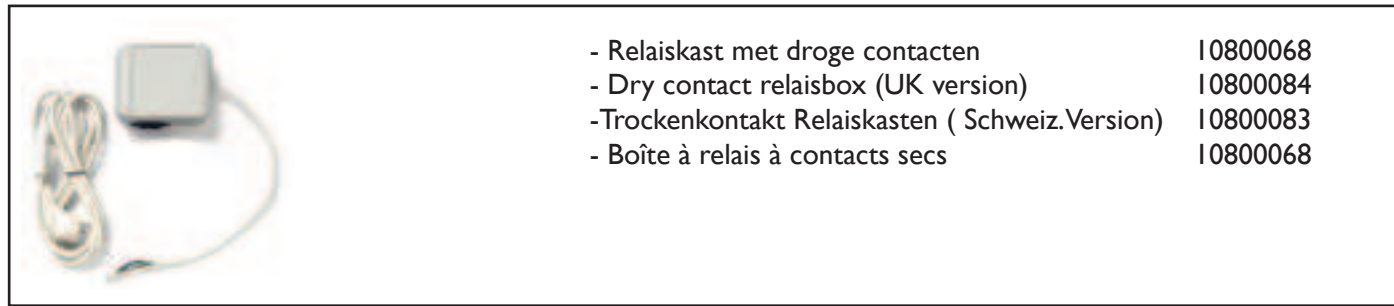 - Relaiskast met droge contacten 10800068
- Dry contact relaisbox (UK version) 10800084
-Trockenkontakt Relaiskasten ( Schweiz.Version) 10800083
- Boîte à relais à contacts secs 10800068